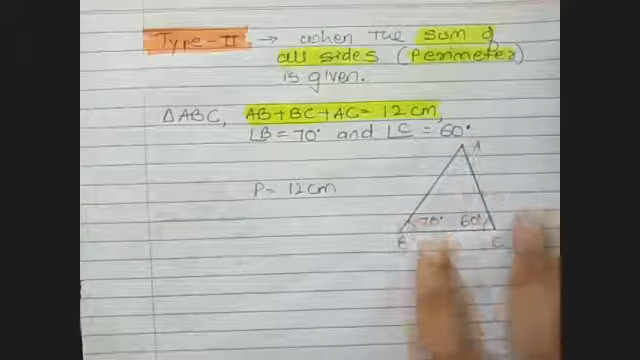 Type-II → when the sum of
all sides (Perimeter)
is given.
ΔABC, AB+BC+AC = 12 cm,
∠B = 70° and ∠C = 60°
A
P = 12cm
70° 60°
B C